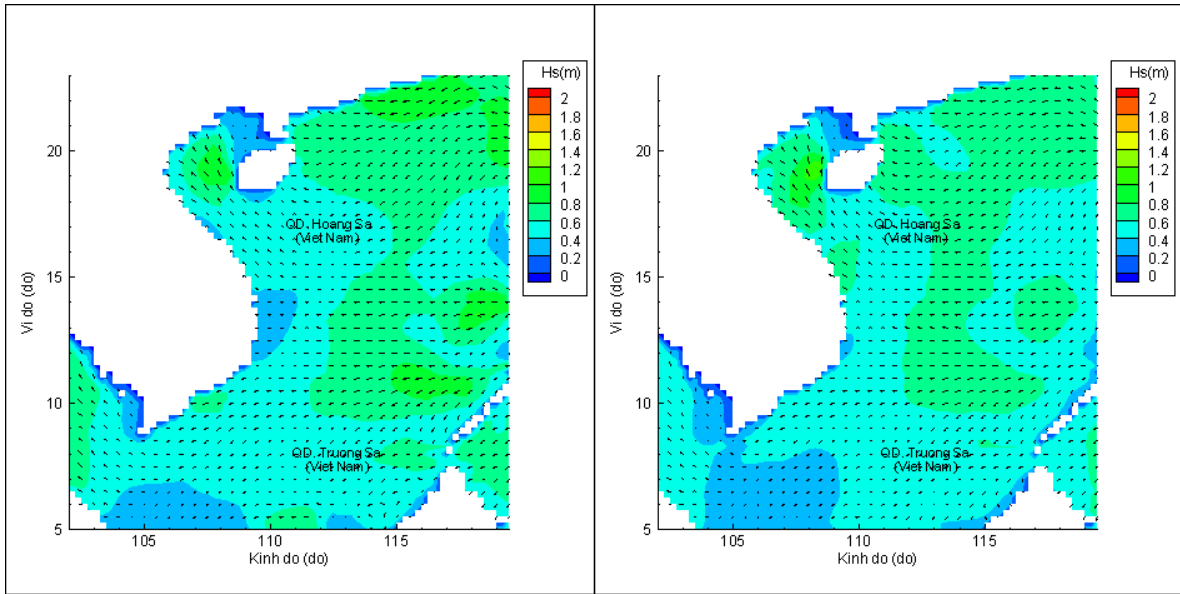 Hs(m)
2
1.8
1.6
1.4
1.2
1
0.8
0.6
0.4
0.2
0
20
15
10
5
Vi do (do)
QD. Hoang Sa
(Viet Nam)
QD. Truong Sa
(Viet Nam)
105
110
115
Kinh do (do)
Hs(m)
2
1.8
1.6
1.4
1.2
1
0.8
0.6
0.4
0.2
0
20
15
10
5
Vi do (do)
QD. Hoang Sa
(Viet Nam)
QD. Truong Sa
(Viet Nam)
105
110
115
Kinh do (do)